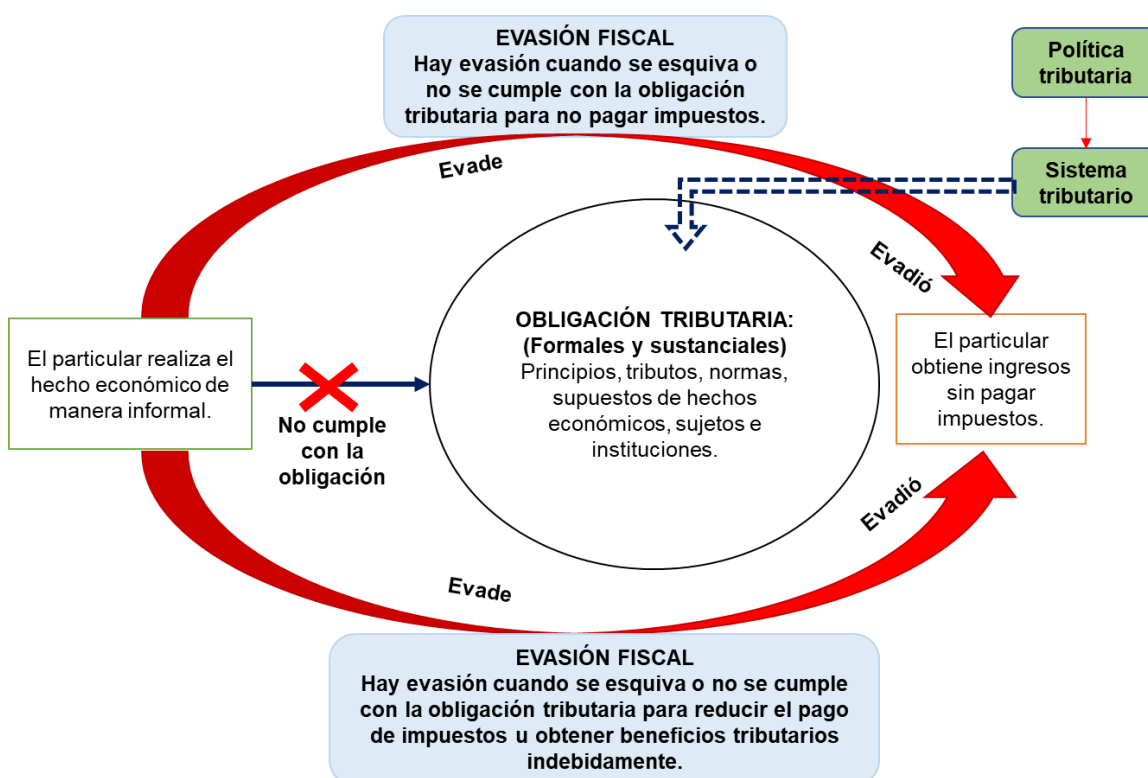 EVASIÓN FISCAL
Hay evasión cuando se esquiva o
no se cumple con la obligación
tributaria para no pagar impuestos.
Política
tributaria
Sistema
tributario
Evade
Evadió
El particular realiza el
hecho económico de
manera informal.
No cumple
con la
obligación
OBLIGACIÓN TRIBUTARIA:
(Formales y sustanciales)
Principios, tributos, normas,
supuestos de hechos
económicos, sujetos e
instituciones.
El particular
obtiene ingresos
sin pagar
impuestos.
Evadió
Evade
EVASIÓN FISCAL
Hay evasión cuando se esquiva o no se cumple
con la obligación tributaria para reducir el pago
de impuestos u obtener beneficios tributarios
indebidamente.